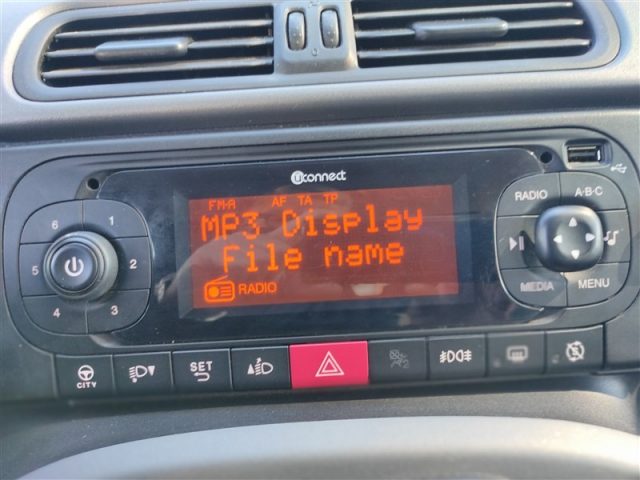 uconnect
FM-A AF TA TP
MP3 Display
File name
RADIO
6 1
5 2
4 3
RADIO A-B-C
MEDIA MENU
CITY
SET